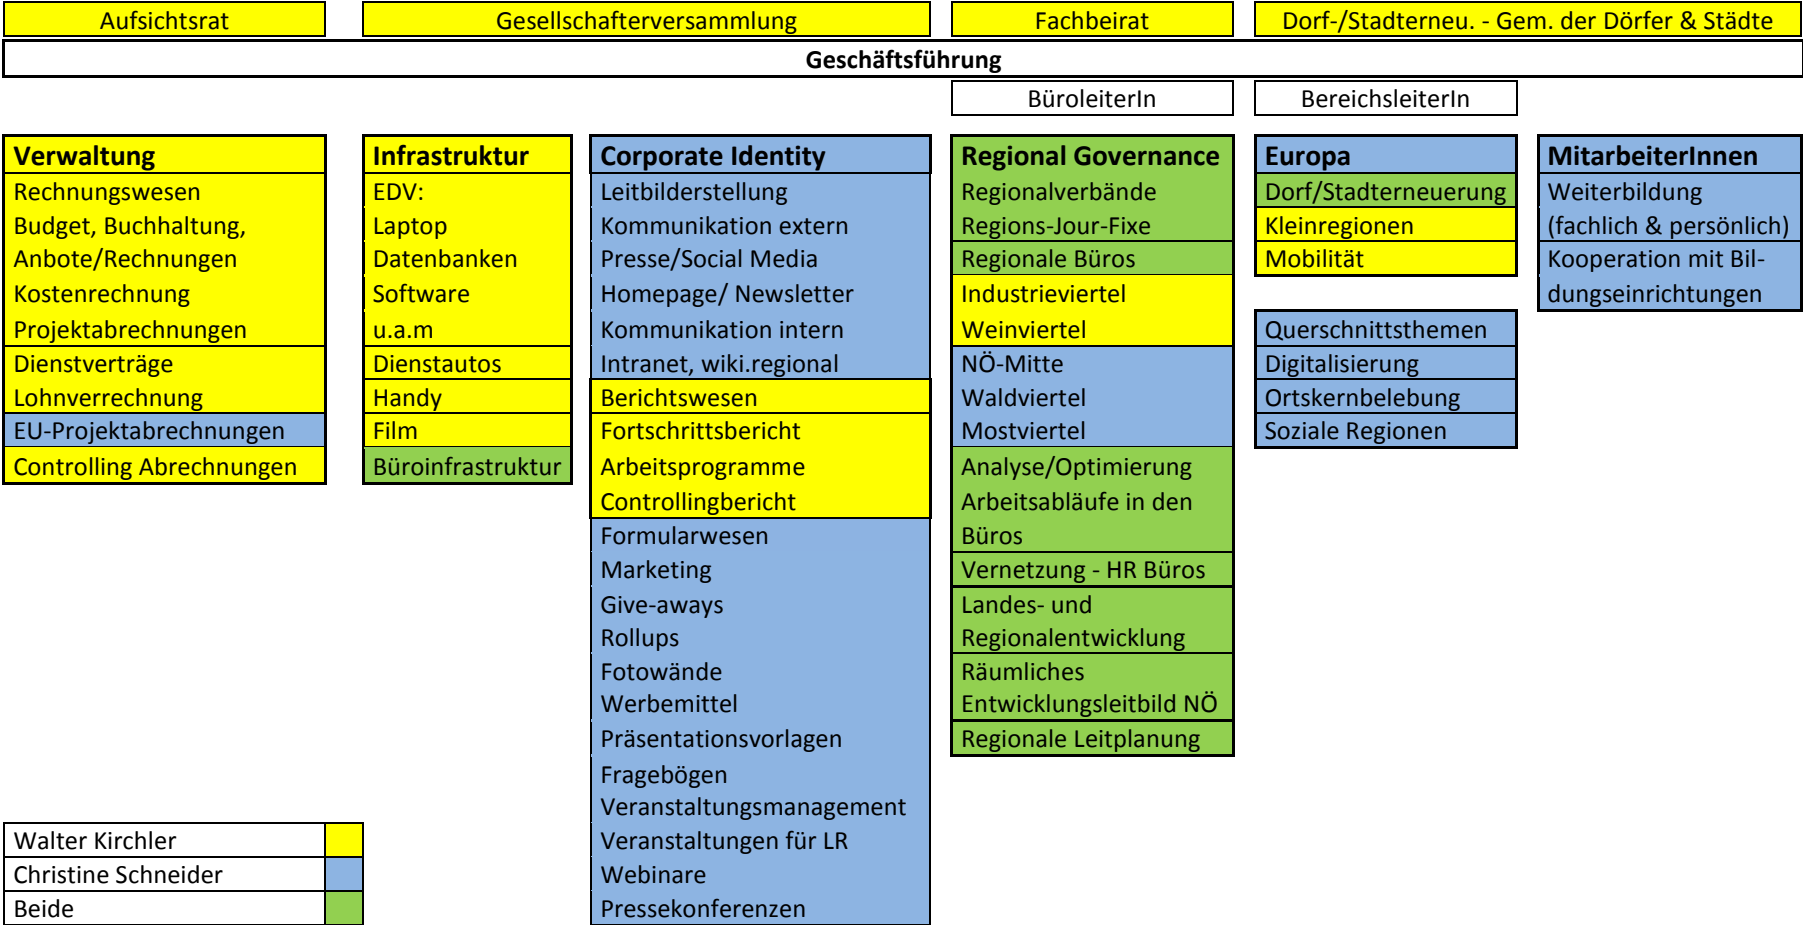 Aufsichtsrat
Gesellschafterversammlung
Fachbeirat
Dorf-/Stadterneu. - Gem. der Dörfer & Städte
Geschäftsführung
BüroleiterIn
BereichsleiterIn
Verwaltung
Rechnungswesen
Budget, Buchhaltung,
Anbote/Rechnungen
Kostenrechnung
Projektabrechnungen
Dienstverträge
Lohnverrechnung
EU-Projektabrechnungen
Controlling Abrechnungen
Infrastruktur
EDV:
Laptop
Datenbanken
Software
u.a.m
Dienstautos
Handy
Film
Büroinfrastruktur
Corporate Identity
Leitbilderstellung
Kommunikation extern
Presse/Social Media
Homepage/ Newsletter
Kommunikation intern
Intranet, wiki.regional
Berichtswesen
Fortschrittsbericht
Arbeitsprogramme
Controllingbericht
Formularwesen
Marketing
Give-aways
Rollups
Fotowände
Werbemittel
Präsentationsvorlagen
Fragebögen
Veranstaltungsmanagement
Veranstaltungen für LR
Webinare
Pressekonferenzen
Regional Governance
Regionalverbände
Regions-Jour-Fixe
Regionale Büros
Industrieviertel
Weinviertel
NÖ-Mitte
Waldviertel
Mostviertel
Analyse/Optimierung
Arbeitsabläufe in den
Büros
Vernetzung - HR Büros
Landes- und
Regionalentwicklung
Räumliches
Entwicklungsleitbild NÖ
Regionale Leitplanung
Europa
Dorf/Stadterneuerung
Kleinregionen
Mobilität
Querschnittsthemen
Digitalisierung
Ortskernbelebung
Soziale Regionen
MitarbeiterInnen
Weiterbildung
(fachlich & persönlich)
Kooperation mit Bil-
dungseinrichtungen
Walter Kirchler
Christine Schneider
Beide